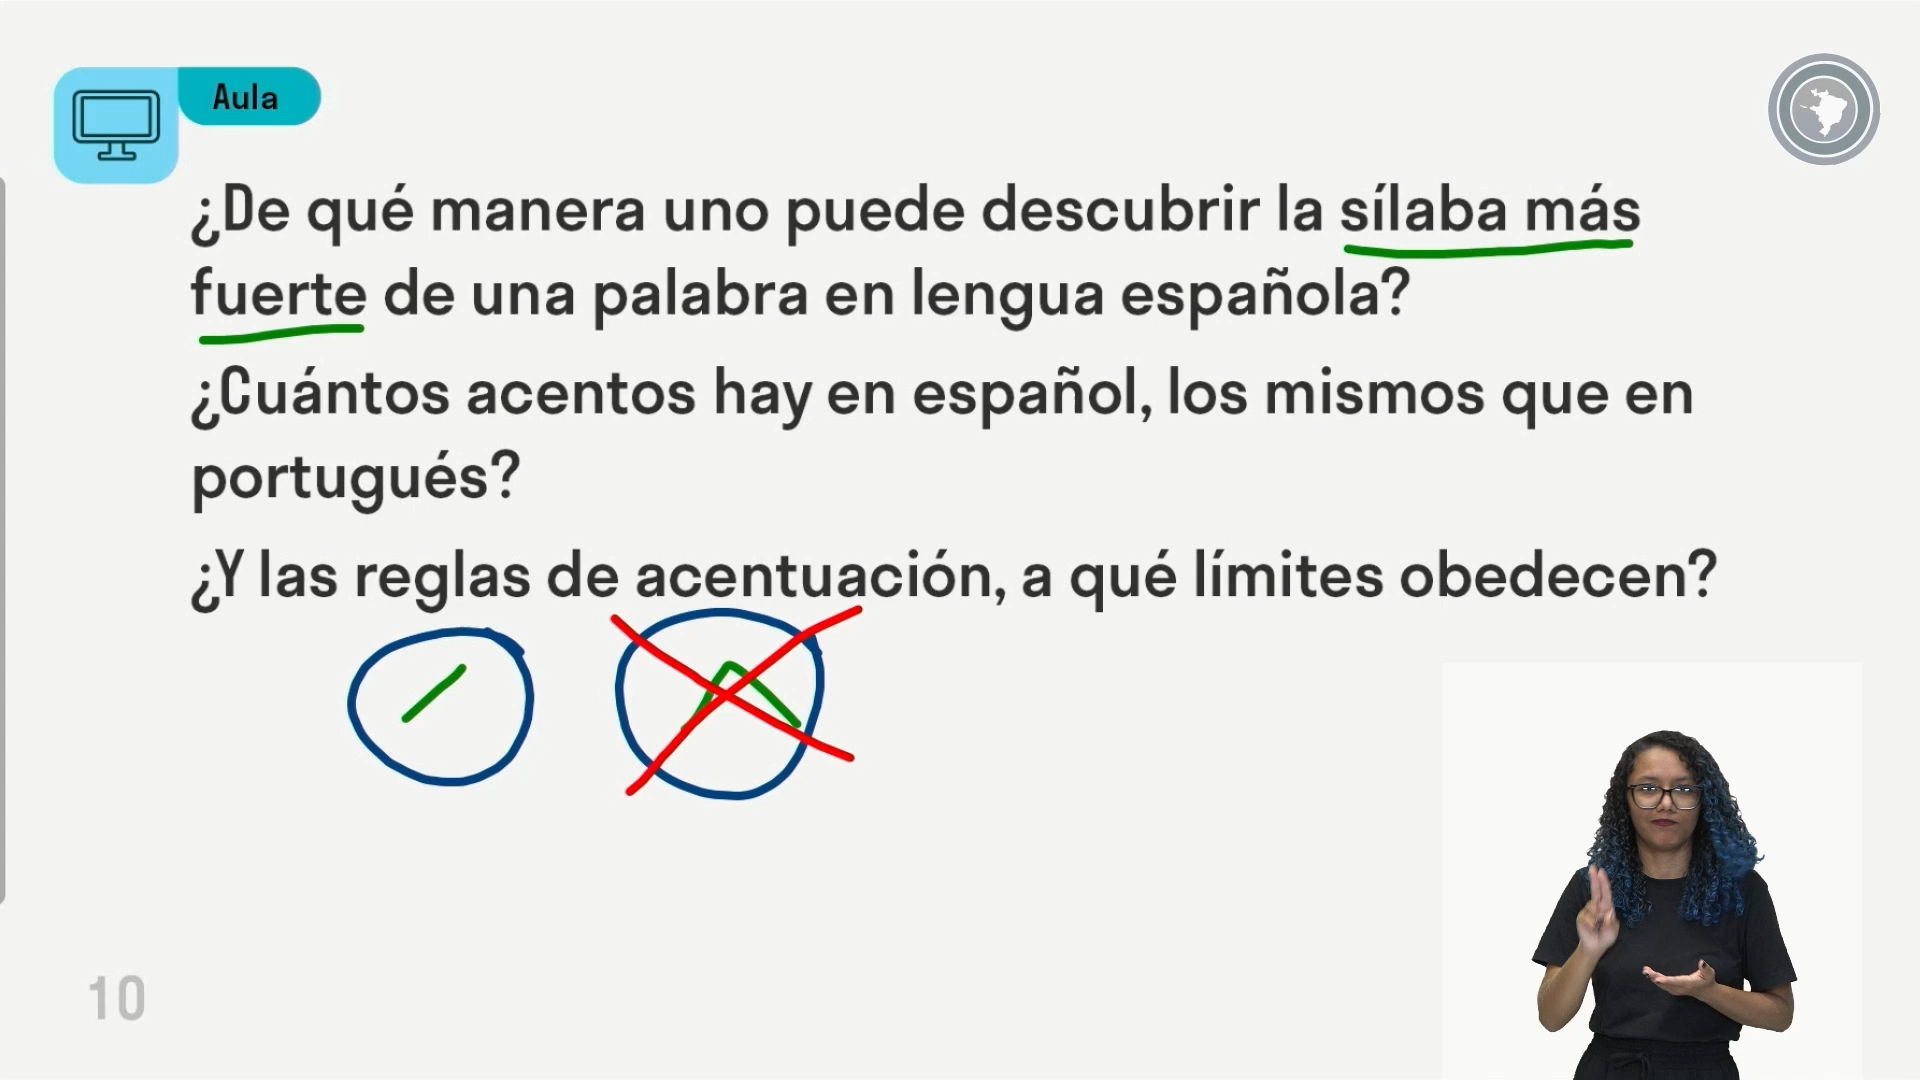 Aula
¿De qué manera uno puede descubrir la sílaba más
fuerte de una palabra en lengua española?
¿Cuántos acentos hay en español, los mismos que en
portugués?
¿Y las reglas de acentuación, a qué límites obedecen?
10